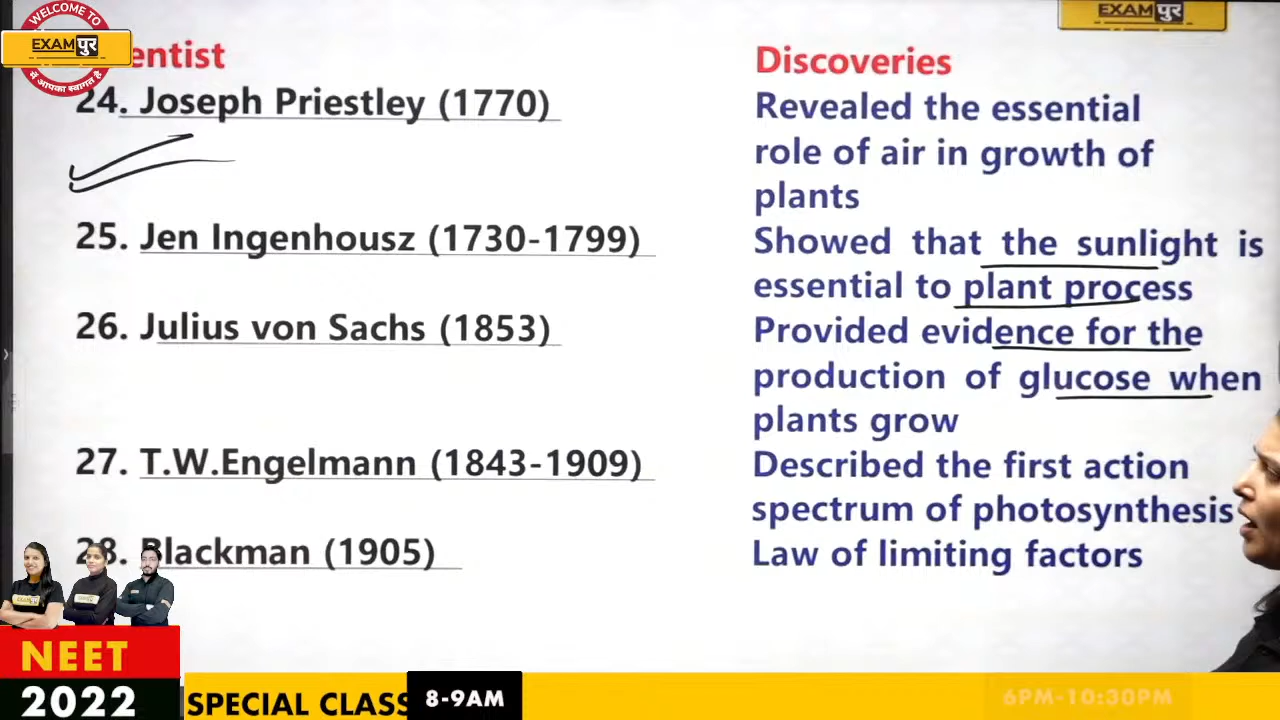 WELCOME TO
EXAMपुर
में आपका स्वागत है
EXAMपुर
entist
Discoveries
24. Joseph Priestley (1770)
Revealed the essential
role of air in growth of
plants
25. Jen Ingenhousz (1730-1799)
Showed that the sunlight is
essential to plant process
26. Julius von Sachs (1853)
Provided evidence for the
production of glucose when
plants grow
27. T.W.Engelmann (1843-1909)
Described the first action
spectrum of photosynthesis
28. Blackman (1905)
Law of limiting factors
NEET
2022
SPECIAL CLASS
8-9AM
6PM-10:30PM